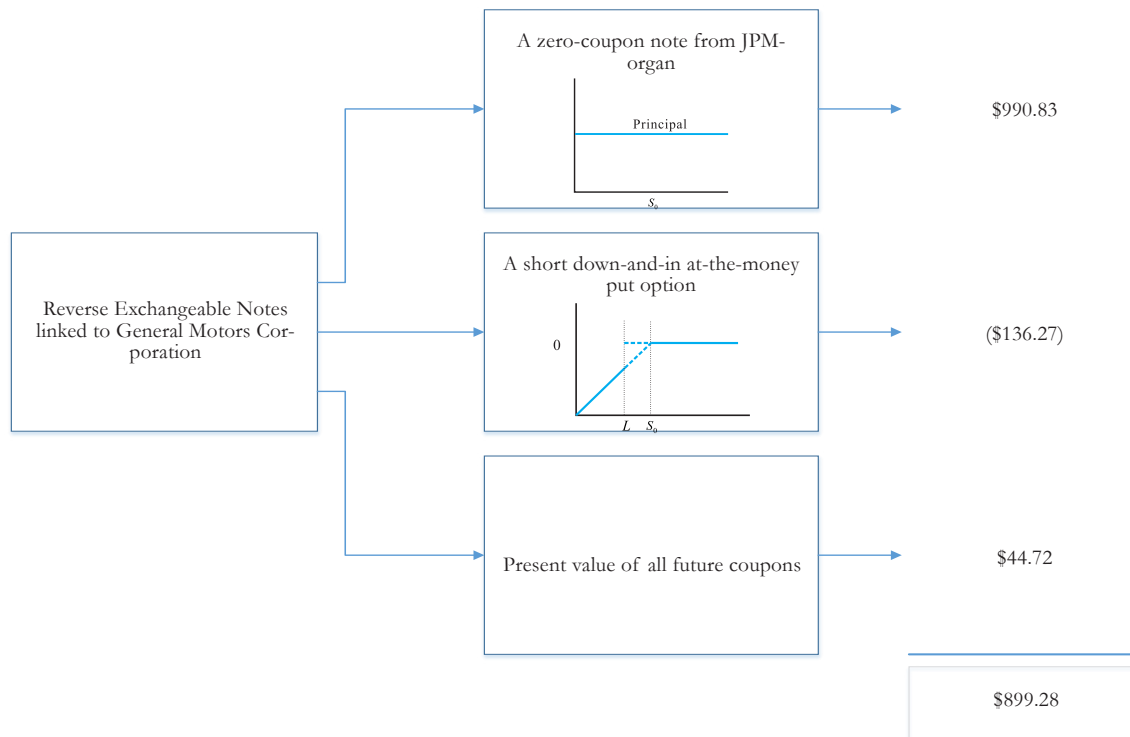 A zero-coupon note from JPM-
organ
Principal
S₀
$990.83
Reverse Exchangeable Notes
linked to General Motors Cor-
poration
A short down-and-in at-the-money
put option
0
L S₀
($136.27)
Present value of all future coupons
$44.72
$899.28